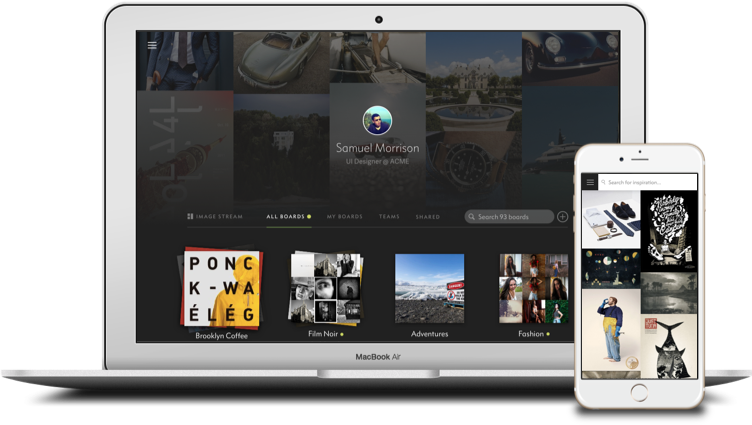 Samuel Morrison
UI Designer @ ACME
IMAGE STREAM
ALL BOARDS
MY BOARDS
TEAMS
SHARED
Search 93 boards
PONC
K-WA
ÉLÉG
Brooklyn Coffee
Film Noir
Adventures
Fashion
MacBook Air
Search for inspiration...